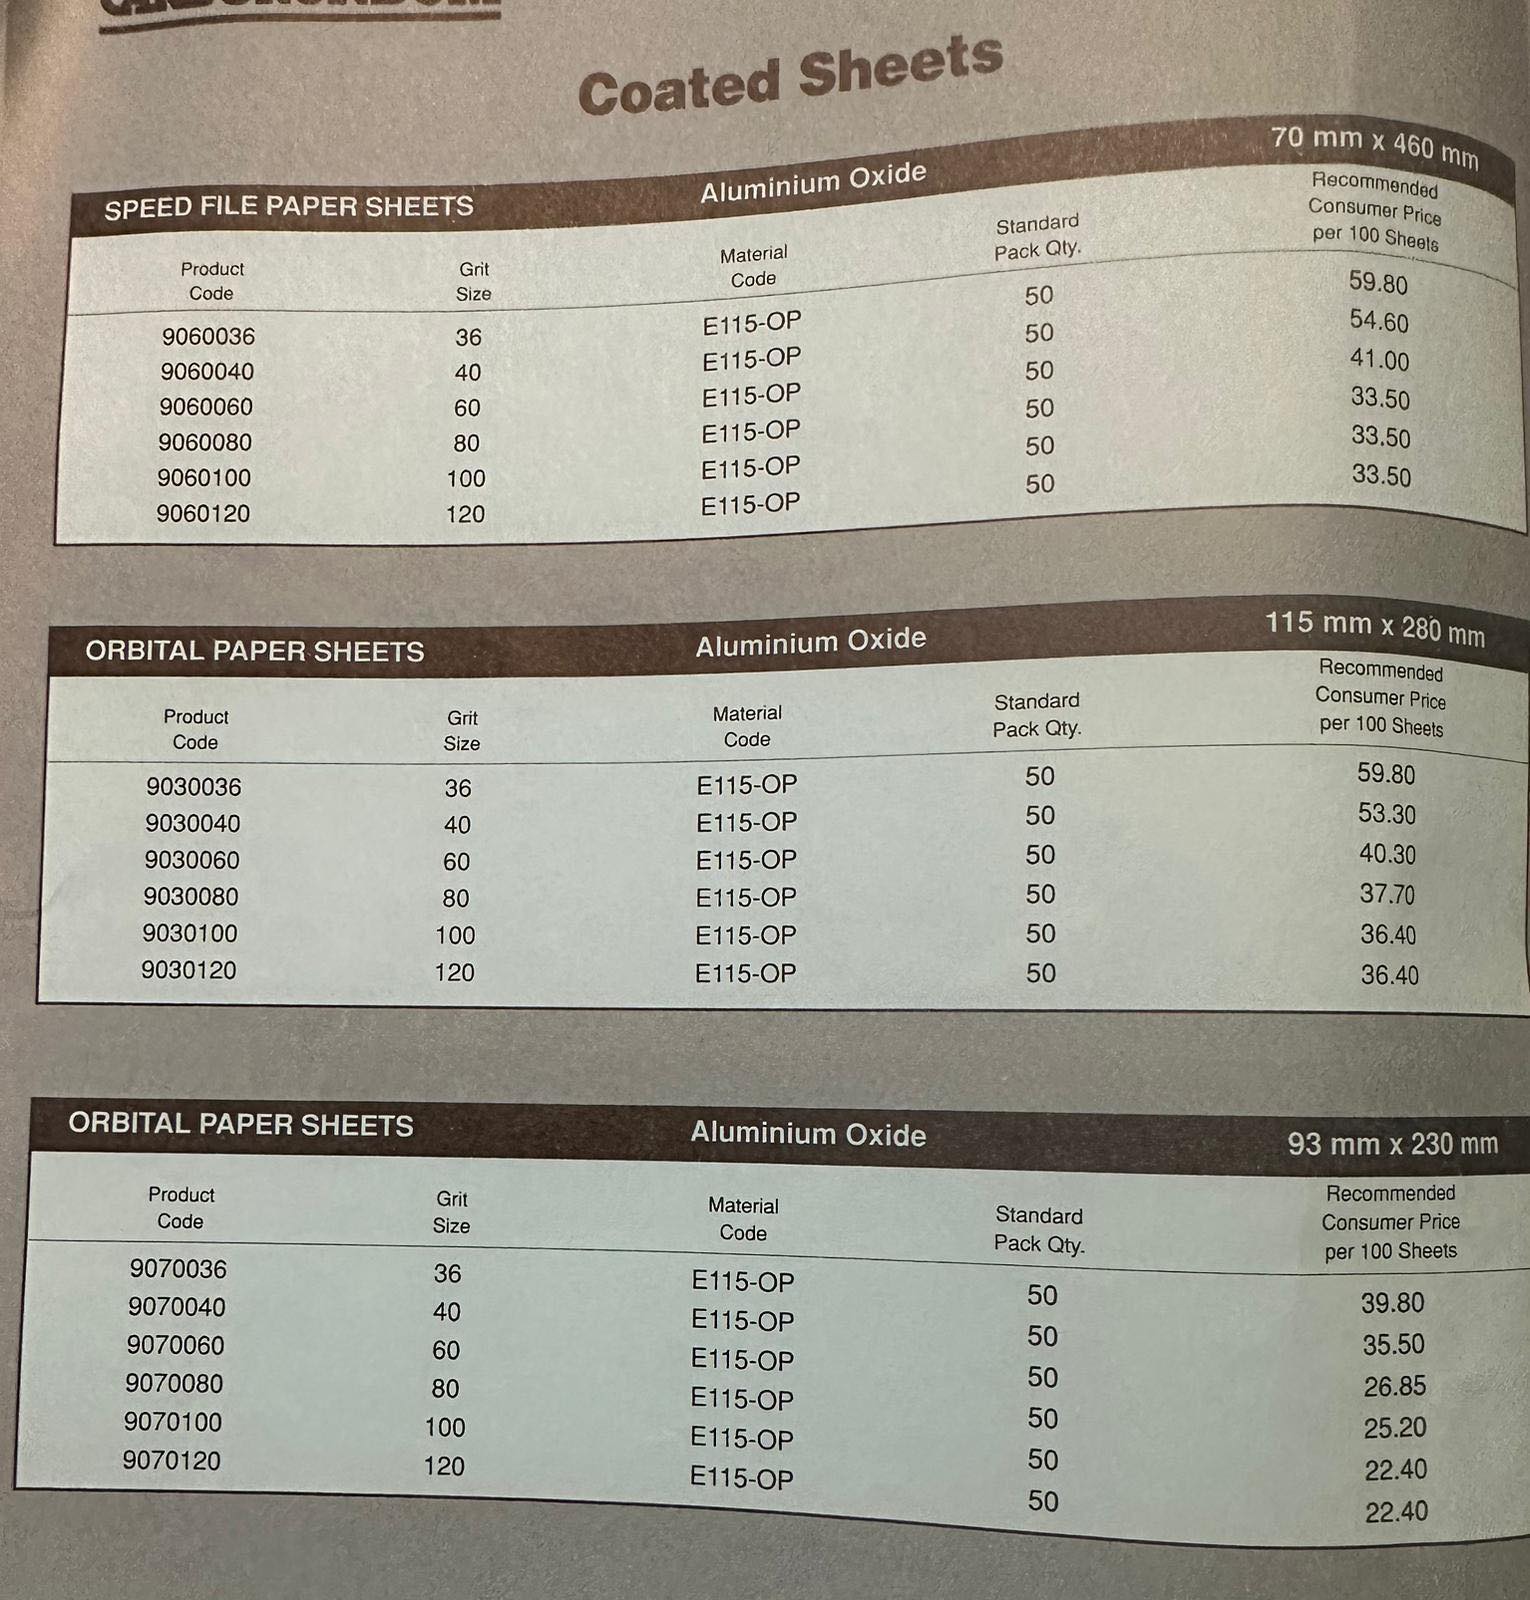 Coated Sheets
SPEED FILE PAPER SHEETS Aluminium Oxide 70 mm x 460 mm
Product Code Grit Size Material Code Standard Pack Qty. Recommended Consumer Price per 100 Sheets
9060036 36 E115-OP 50 59.80
9060040 40 E115-OP 50 54.60
9060060 60 E115-OP 50 41.00
9060080 80 E115-OP 50 33.50
9060100 100 E115-OP 50 33.50
9060120 120 E115-OP 50 33.50
ORBITAL PAPER SHEETS Aluminium Oxide 115 mm x 280 mm
Product Code Grit Size Material Code Standard Pack Qty. Recommended Consumer Price per 100 Sheets
9030036 36 E115-OP 50 59.80
9030040 40 E115-OP 50 53.30
9030060 60 E115-OP 50 40.30
9030080 80 E115-OP 50 37.70
9030100 100 E115-OP 50 36.40
9030120 120 E115-OP 50 36.40
ORBITAL PAPER SHEETS Aluminium Oxide 93 mm x 230 mm
Product Code Grit Size Material Code Standard Pack Qty. Recommended Consumer Price per 100 Sheets
9070036 36 E115-OP 50 39.80
9070040 40 E115-OP 50 35.50
9070060 60 E115-OP 50 26.85
9070080 80 E115-OP 50 25.20
9070100 100 E115-OP 50 22.40
9070120 120 E115-OP 50 22.40